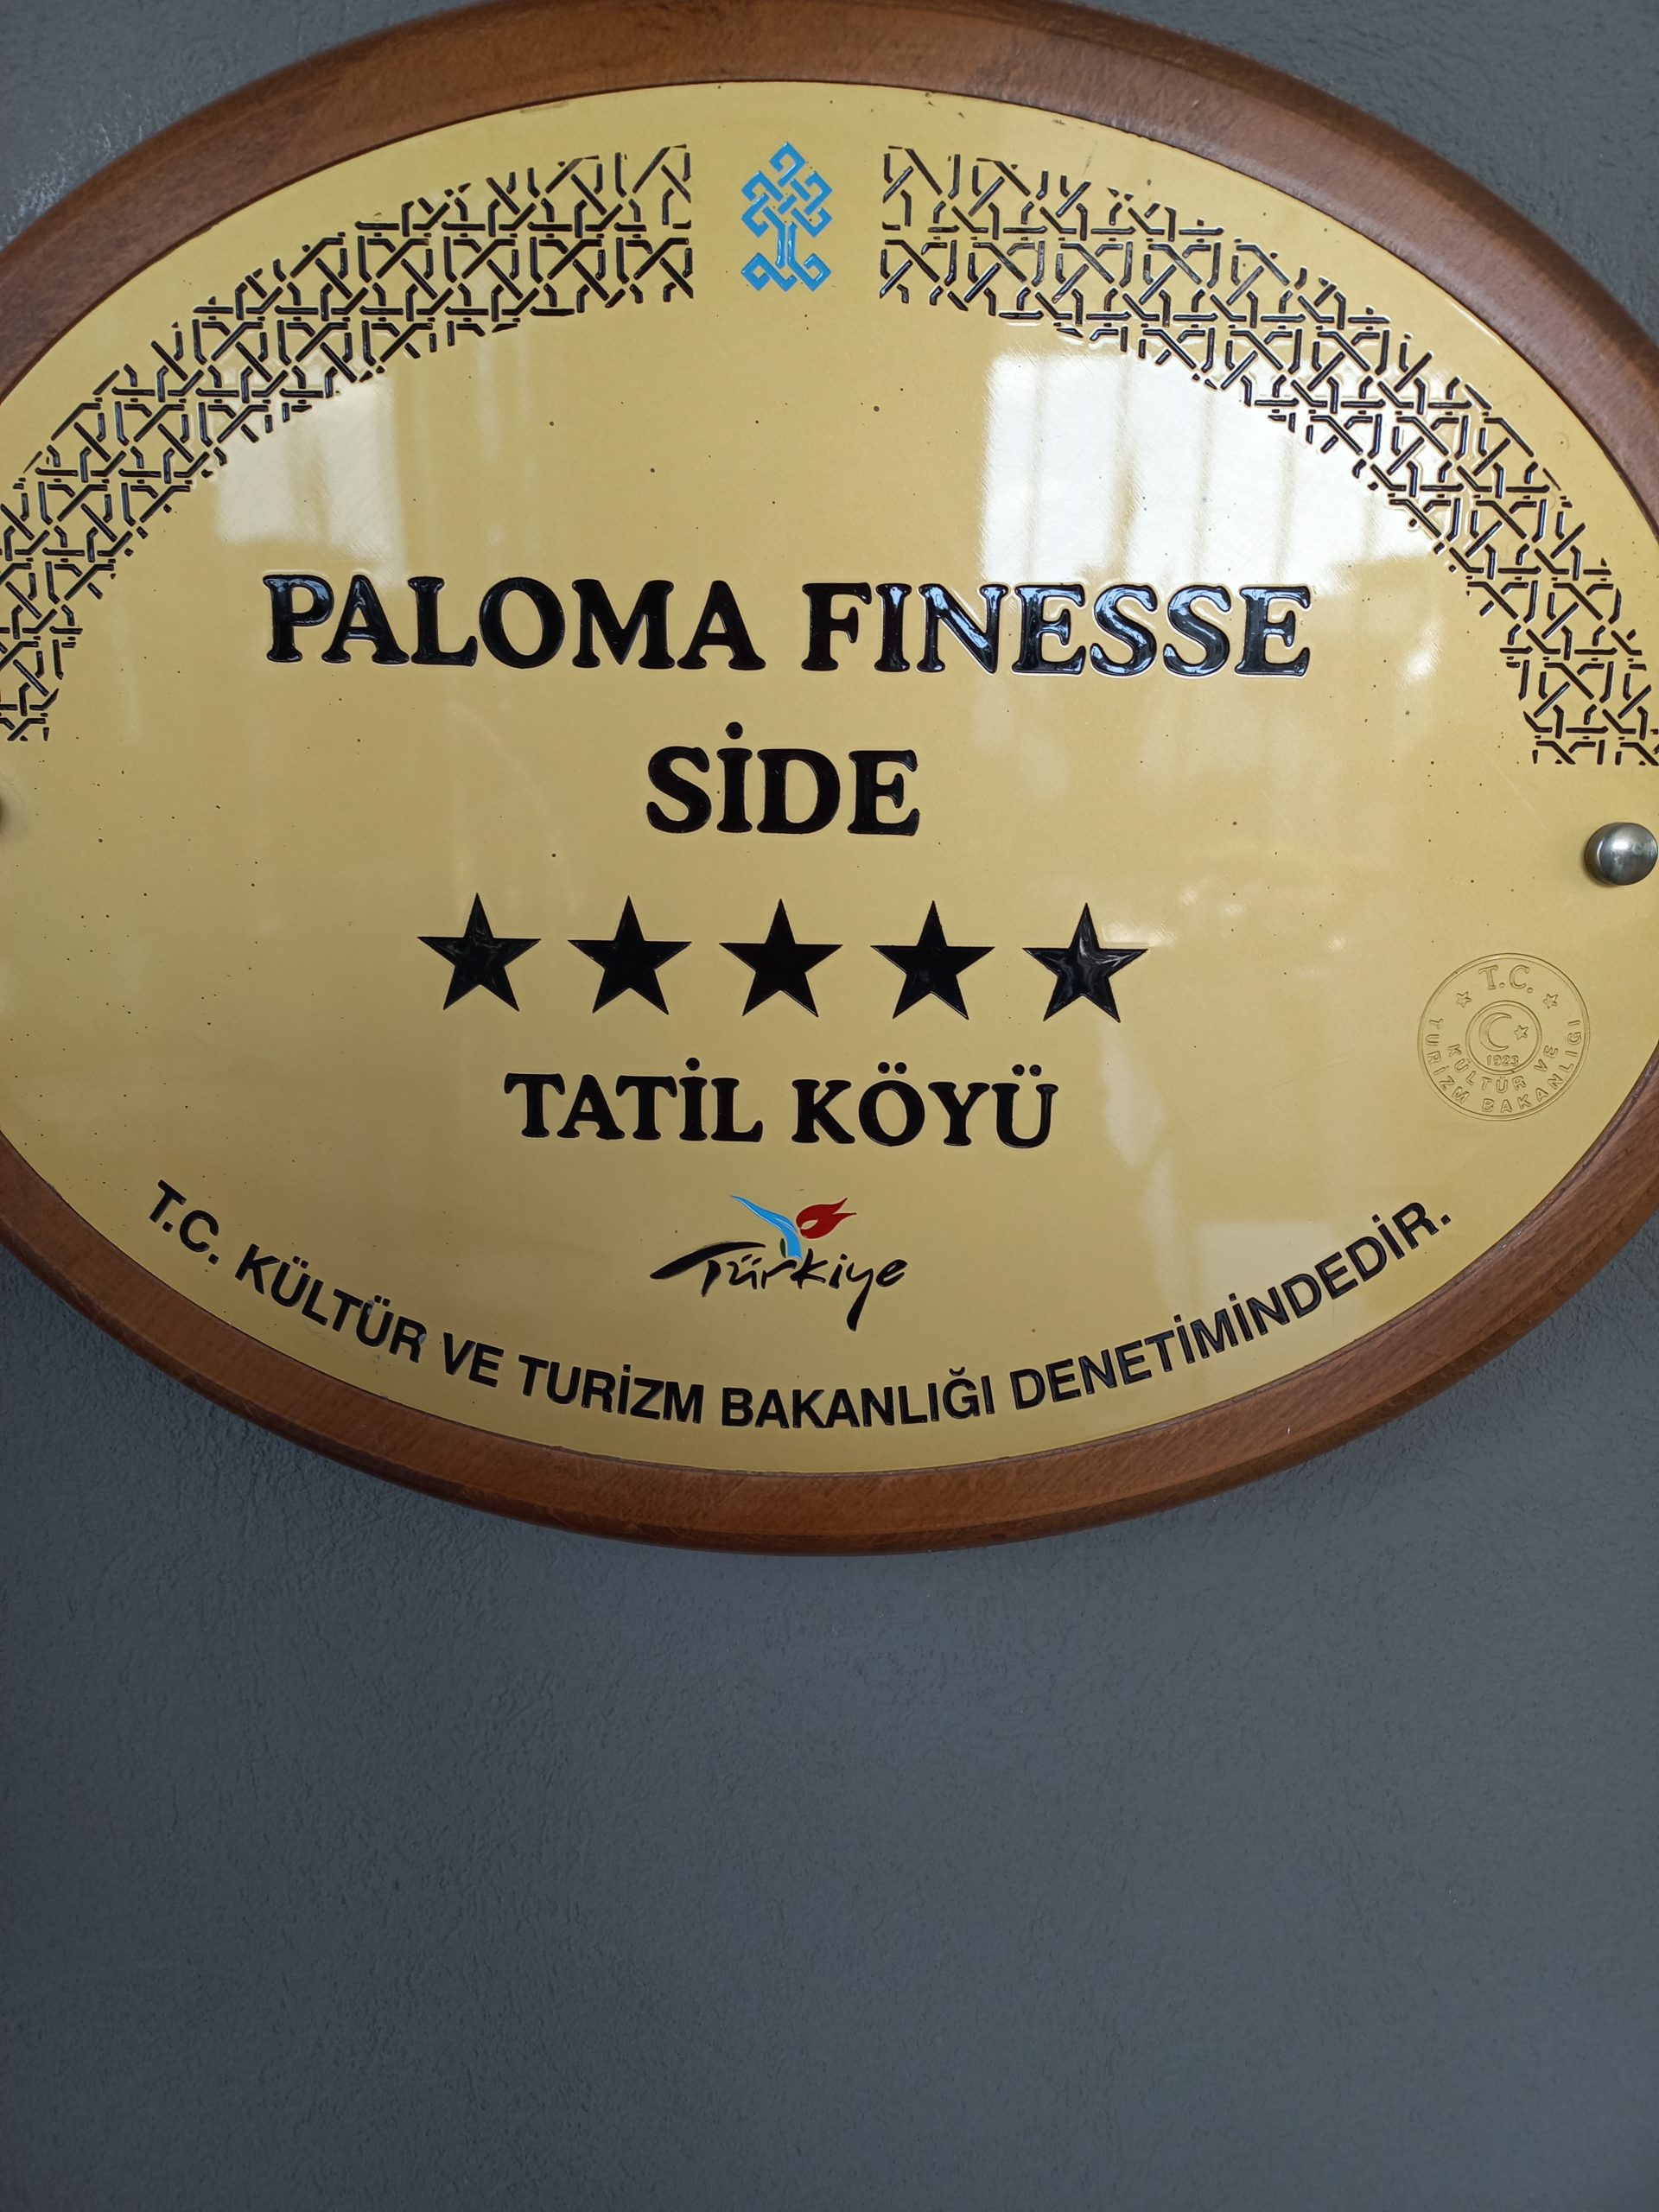 PALOMA FINESSE
SİDE
TATİL KÖYÜ
Türkiye
T.C. KÜLTÜR VE TURİZM BAKANLIĞI DENETİMİNDEDİR.
T.C.
KÜLTÜR VE
TURİZM BAKANLIĞI
1923